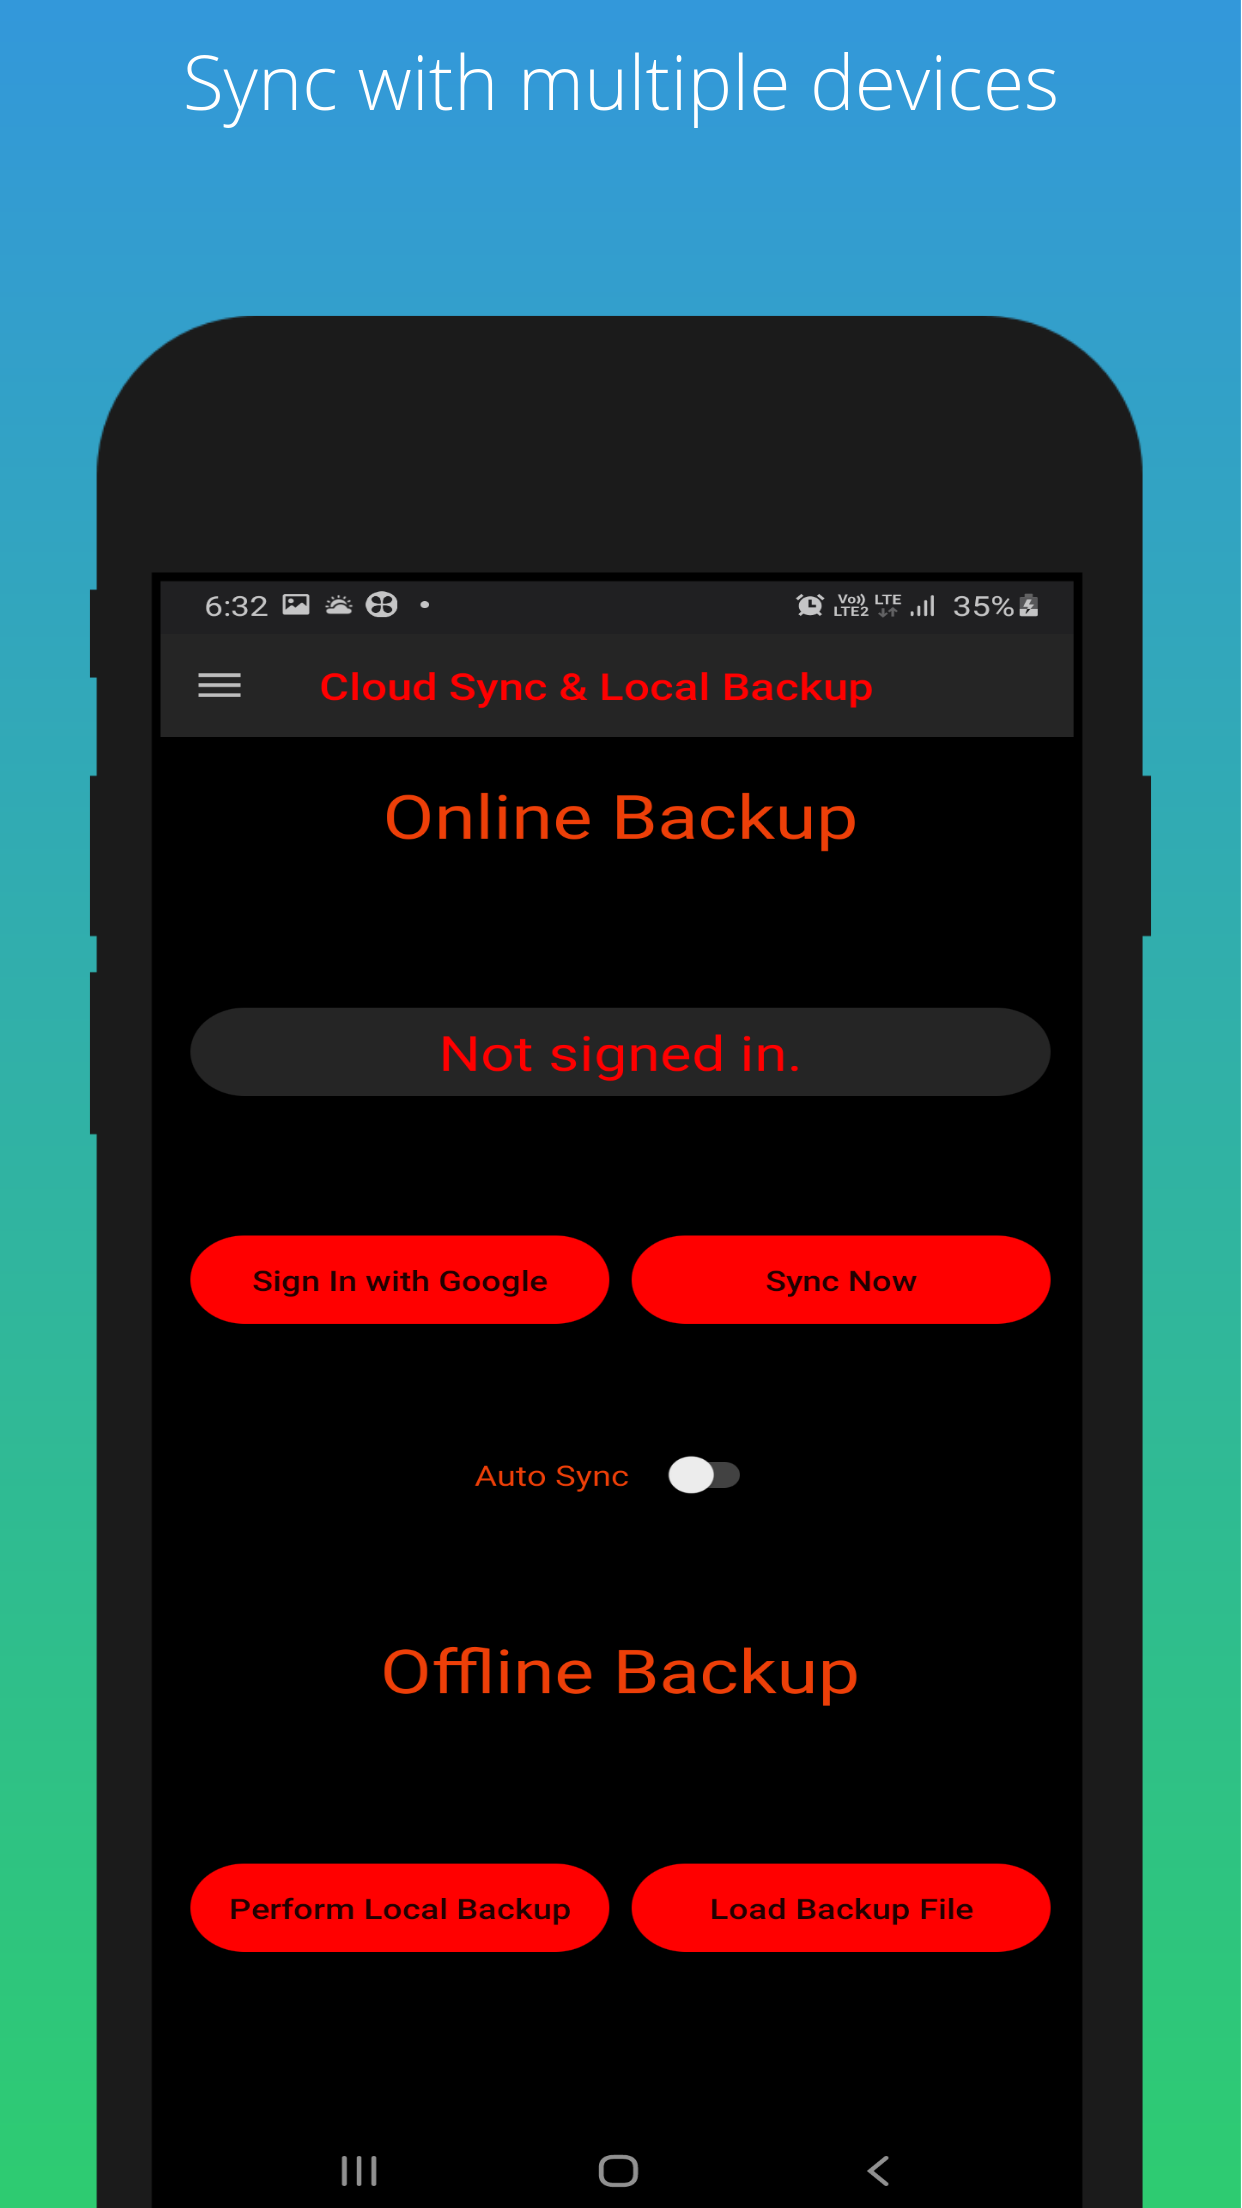 Sync with multiple devices
6:32
Vo))
LTE2
LTE
35%
Cloud Sync & Local Backup
Online Backup
Not signed in.
Sign In with Google
Sync Now
Auto Sync
Offline Backup
Perform Local Backup
Load Backup File